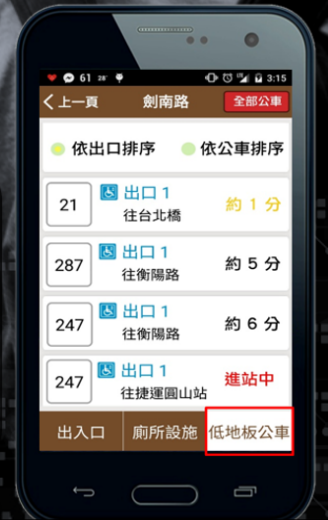 61 28° 3:15
上一頁 劍南路 全部公車
依出口排序 依公車排序
21 出口 1 約 1 分
往台北橋
287 出口 1 約 5 分
往衡陽路
247 出口 1 約 6 分
往衡陽路
247 出口 1 進站中
往捷運圓山站
出入口 廁所設施 低地板公車